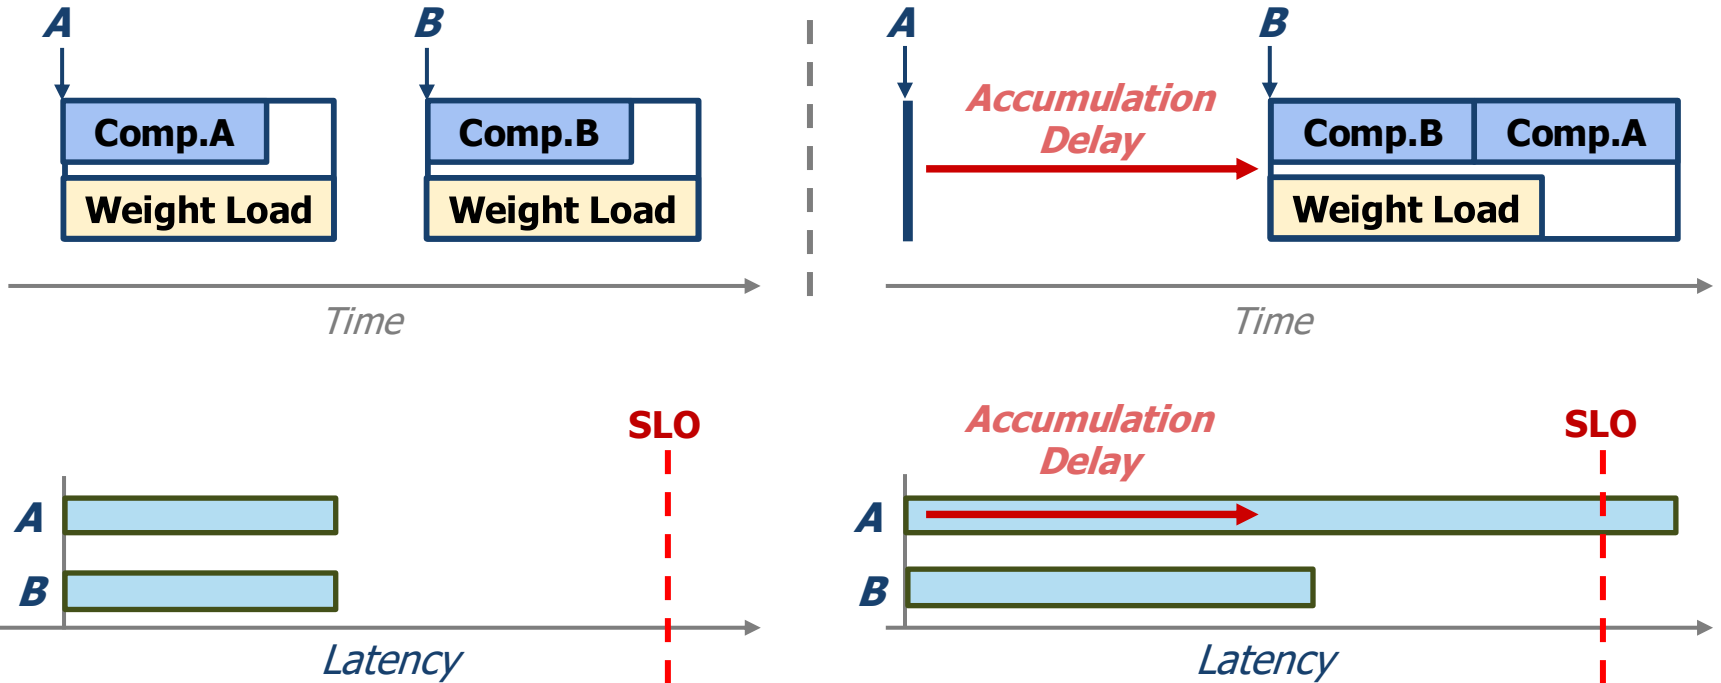 A
B
Comp.A
Weight Load
Comp.B
Weight Load
Time
A
B
Accumulation
Delay
Comp.B
Comp.A
Weight Load
Time
SLO
A
B
Latency
Accumulation
Delay
SLO
A
B
Latency